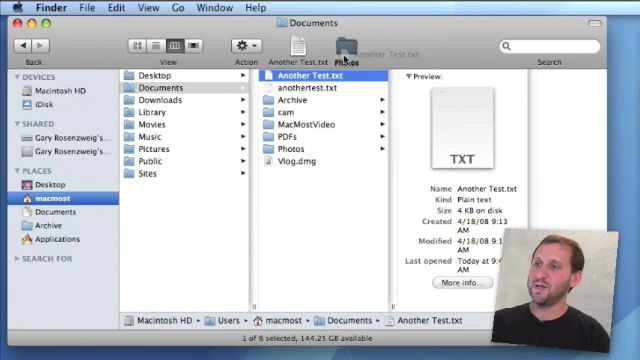 Finder File Edit View Go Window Help
Documents
Another Test.txt
Back View Action Another Test.txt Photos Search
DEVICES
Macintosh HD
iDisk
SHARED
Gary Rosenzweig's...
Gary Rosenzweig's...
PLACES
Desktop
macmost
Documents
Archive
Applications
SEARCH FOR
Desktop
Documents
Downloads
Library
Movies
Music
Pictures
Public
Sites
Another Test.txt
anothertest.txt
Archive
cam
MacMostVideo
PDFs
Photos
Vlog.dmg
Preview:
TXT
Name Another Test.txt
Kind Plain text
Size 4 KB on disk
Created 4/18/08 9:13 AM
Modified 4/18/08 9:13 AM
Last opened Today at 9:4
More info...
Macintosh HD Users macmost Documents Another Test.txt
1 of 8 selected, 144.25 GB available